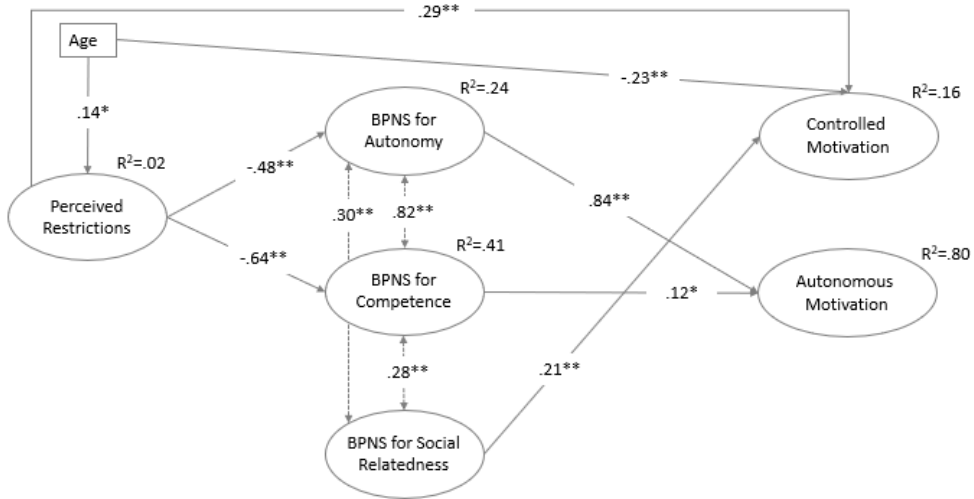 .29**
Age
-.23**
R²=.24
R²=.16
BPNS for
Autonomy
Controlled
Motivation
.14*
R²=.02
-.48**
Perceived
Restrictions
.30**
.82**
.84**
-.64**
R²=.41
R²=.80
BPNS for
Competence
.12*
Autonomous
Motivation
.28**
.21**
BPNS for Social
Relatedness